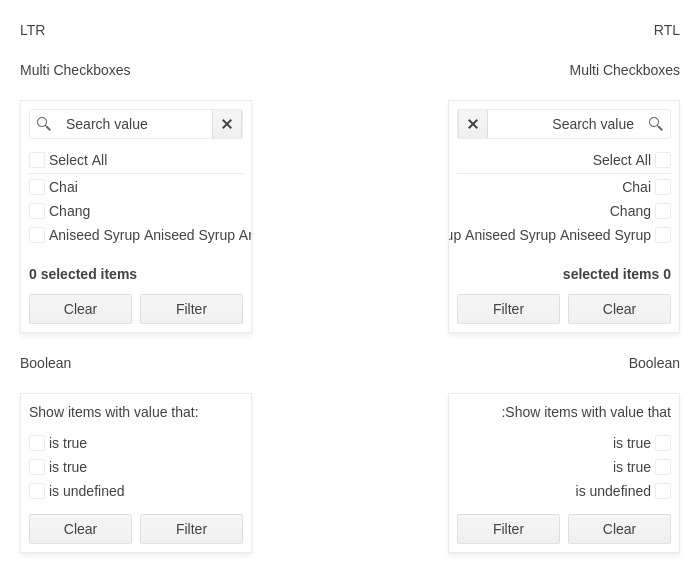 LTR
Multi Checkboxes
Search value
Select All
Chai
Chang
Aniseed Syrup Aniseed Syrup
0 selected items
Clear Filter
Boolean
Show items with value that:
is true
is true
is undefined
Clear Filter
RTL
Multi Checkboxes
Search value
Select All
Chai
Chang
Aniseed Syrup Aniseed Syrup
selected items 0
Filter Clear
Boolean
:Show items with value that
is true
is true
is undefined
Filter Clear